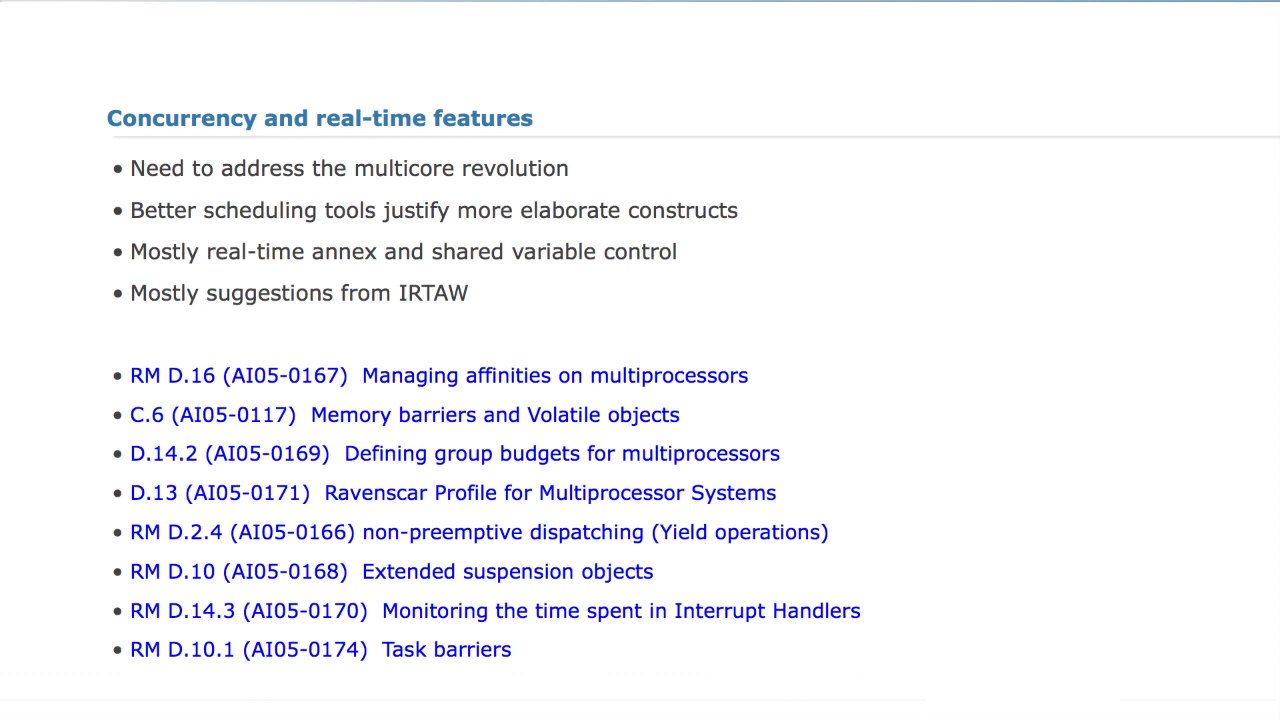 Concurrency and real-time features
• Need to address the multicore revolution
• Better scheduling tools justify more elaborate constructs
• Mostly real-time annex and shared variable control
• Mostly suggestions from IRTAW
• RM D.16 (AI05-0167)  Managing affinities on multiprocessors
• C.6 (AI05-0117)  Memory barriers and Volatile objects
• D.14.2 (AI05-0169)  Defining group budgets for multiprocessors
• D.13 (AI05-0171)  Ravenscar Profile for Multiprocessor Systems
• RM D.2.4 (AI05-0166) non-preemptive dispatching (Yield operations)
• RM D.10 (AI05-0168)  Extended suspension objects
• RM D.14.3 (AI05-0170)  Monitoring the time spent in Interrupt Handlers
• RM D.10.1 (AI05-0174)  Task barriers